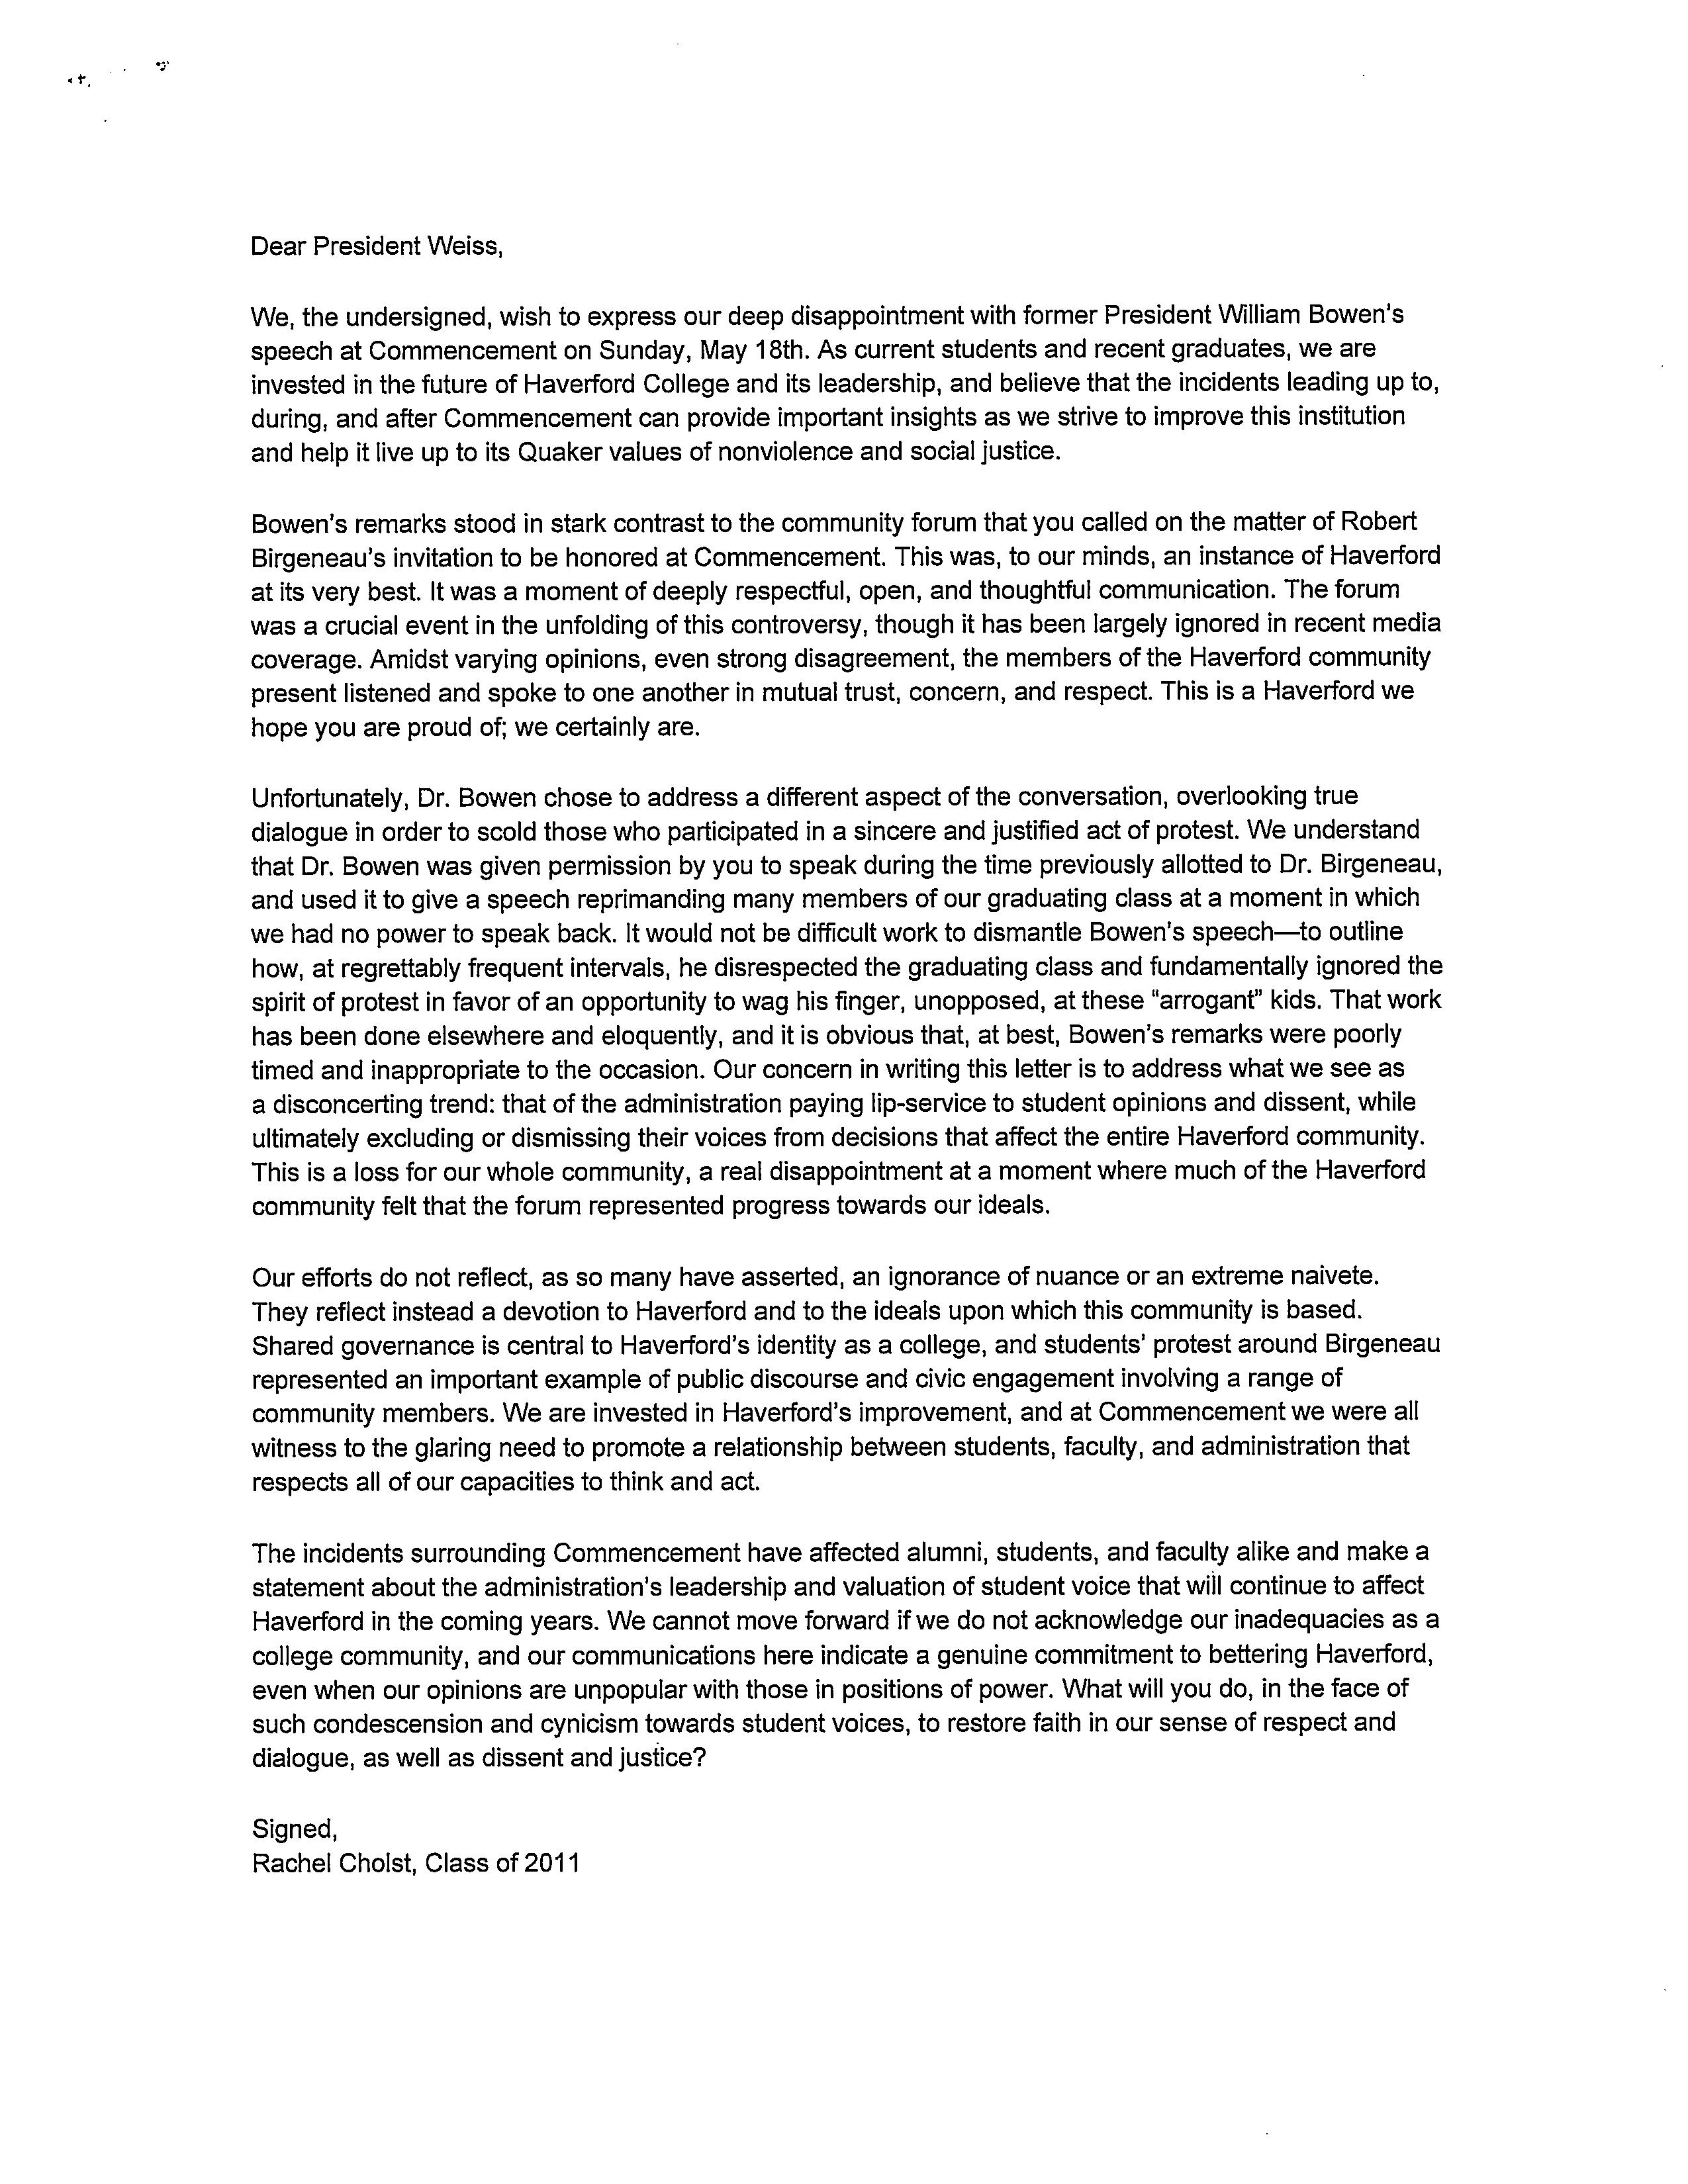 Dear President Weiss,
We, the undersigned, wish to express our deep disappointment with former President William Bowen's
speech at Commencement on Sunday, May 18th. As current students and recent graduates, we are
invested in the future of Haverford College and its leadership, and believe that the incidents leading up to,
during, and after Commencement can provide important insights as we strive to improve this institution
and help it live up to its Quaker values of nonviolence and social justice.
Bowen's remarks stood in stark contrast to the community forum that you called on the matter of Robert
Birgeneau's invitation to be honored at Commencement. This was, to our minds, an instance of Haverford
at its very best. It was a moment of deeply respectful, open, and thoughtful communication. The forum
was a crucial event in the unfolding of this controversy, though it has been largely ignored in recent media
coverage. Amidst varying opinions, even strong disagreement, the members of the Haverford community
present listened and spoke to one another in mutual trust, concern, and respect. This is a Haverford we
hope you are proud of; we certainly are.
Unfortunately, Dr. Bowen chose to address a different aspect of the conversation, overlooking true
dialogue in order to scold those who participated in a sincere and justified act of protest. We understand
that Dr. Bowen was given permission by you to speak during the time previously allotted to Dr. Birgeneau,
and used it to give a speech reprimanding many members of our graduating class at a moment in which
we had no power to speak back. It would not be difficult work to dismantle Bowen's speech—to outline
how, at regrettably frequent intervals, he disrespected the graduating class and fundamentally ignored the
spirit of protest in favor of an opportunity to wag his finger, unopposed, at these “arrogant” kids. That work
has been done elsewhere and eloquently, and it is obvious that, at best, Bowen's remarks were poorly
timed and inappropriate to the occasion. Our concern in writing this letter is to address what we see as
a disconcerting trend: that of the administration paying lip-service to student opinions and dissent, while
ultimately excluding or dismissing their voices from decisions that affect the entire Haverford community.
This is a loss for our whole community, a real disappointment at a moment where much of the Haverford
community felt that the forum represented progress towards our ideals.
Our efforts do not reflect, as so many have asserted, an ignorance of nuance or an extreme naivete.
They reflect instead a devotion to Haverford and to the ideals upon which this community is based.
Shared governance is central to Haverford's identity as a college, and students' protest around Birgeneau
represented an important example of public discourse and civic engagement involving a range of
community members. We are invested in Haverford's improvement, and at Commencement we were all
witness to the glaring need to promote a relationship between students, faculty, and administration that
respects all of our capacities to think and act.
The incidents surrounding Commencement have affected alumni, students, and faculty alike and make a
statement about the administration's leadership and valuation of student voice that will continue to affect
Haverford in the coming years. We cannot move forward if we do not acknowledge our inadequacies as a
college community, and our communications here indicate a genuine commitment to bettering Haverford,
even when our opinions are unpopular with those in positions of power. What will you do, in the face of
such condescension and cynicism towards student voices, to restore faith in our sense of respect and
dialogue, as well as dissent and justice?
Signed,
Rachel Cholst, Class of 2011